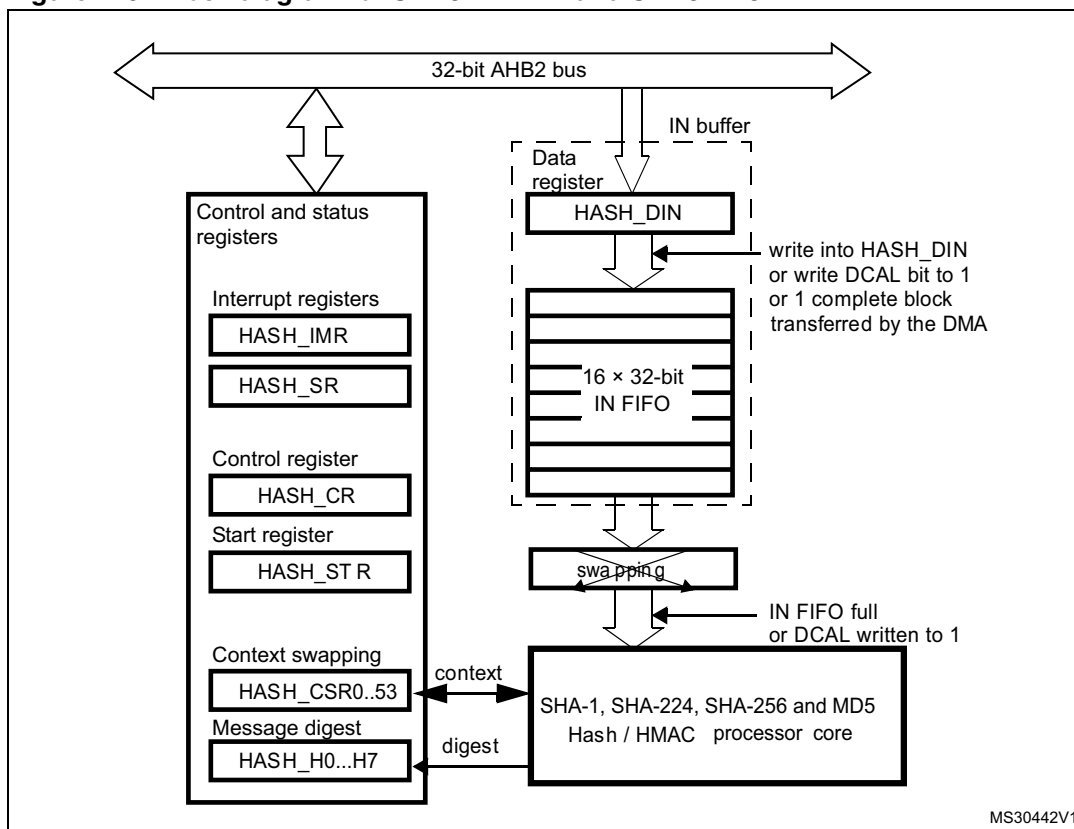 32-bit AHB2 bus
IN buffer
Data
register
HASH_DIN
write into HASH_DIN
or write DCAL bit to 1
or 1 complete block
transferred by the DMA
16 × 32-bit
IN FIFO
swapping
IN FIFO full
or DCAL written to 1
Control and status
registers
Interrupt registers
HASH_IMR
HASH_SR
Control register
HASH_CR
Start register
HASH_STR
Context swapping
HASH_CSR0..53
context
Message digest
HASH_H0...H7
digest
SHA-1, SHA-224, SHA-256 and MD5
Hash / HMAC processor core
MS30442V1